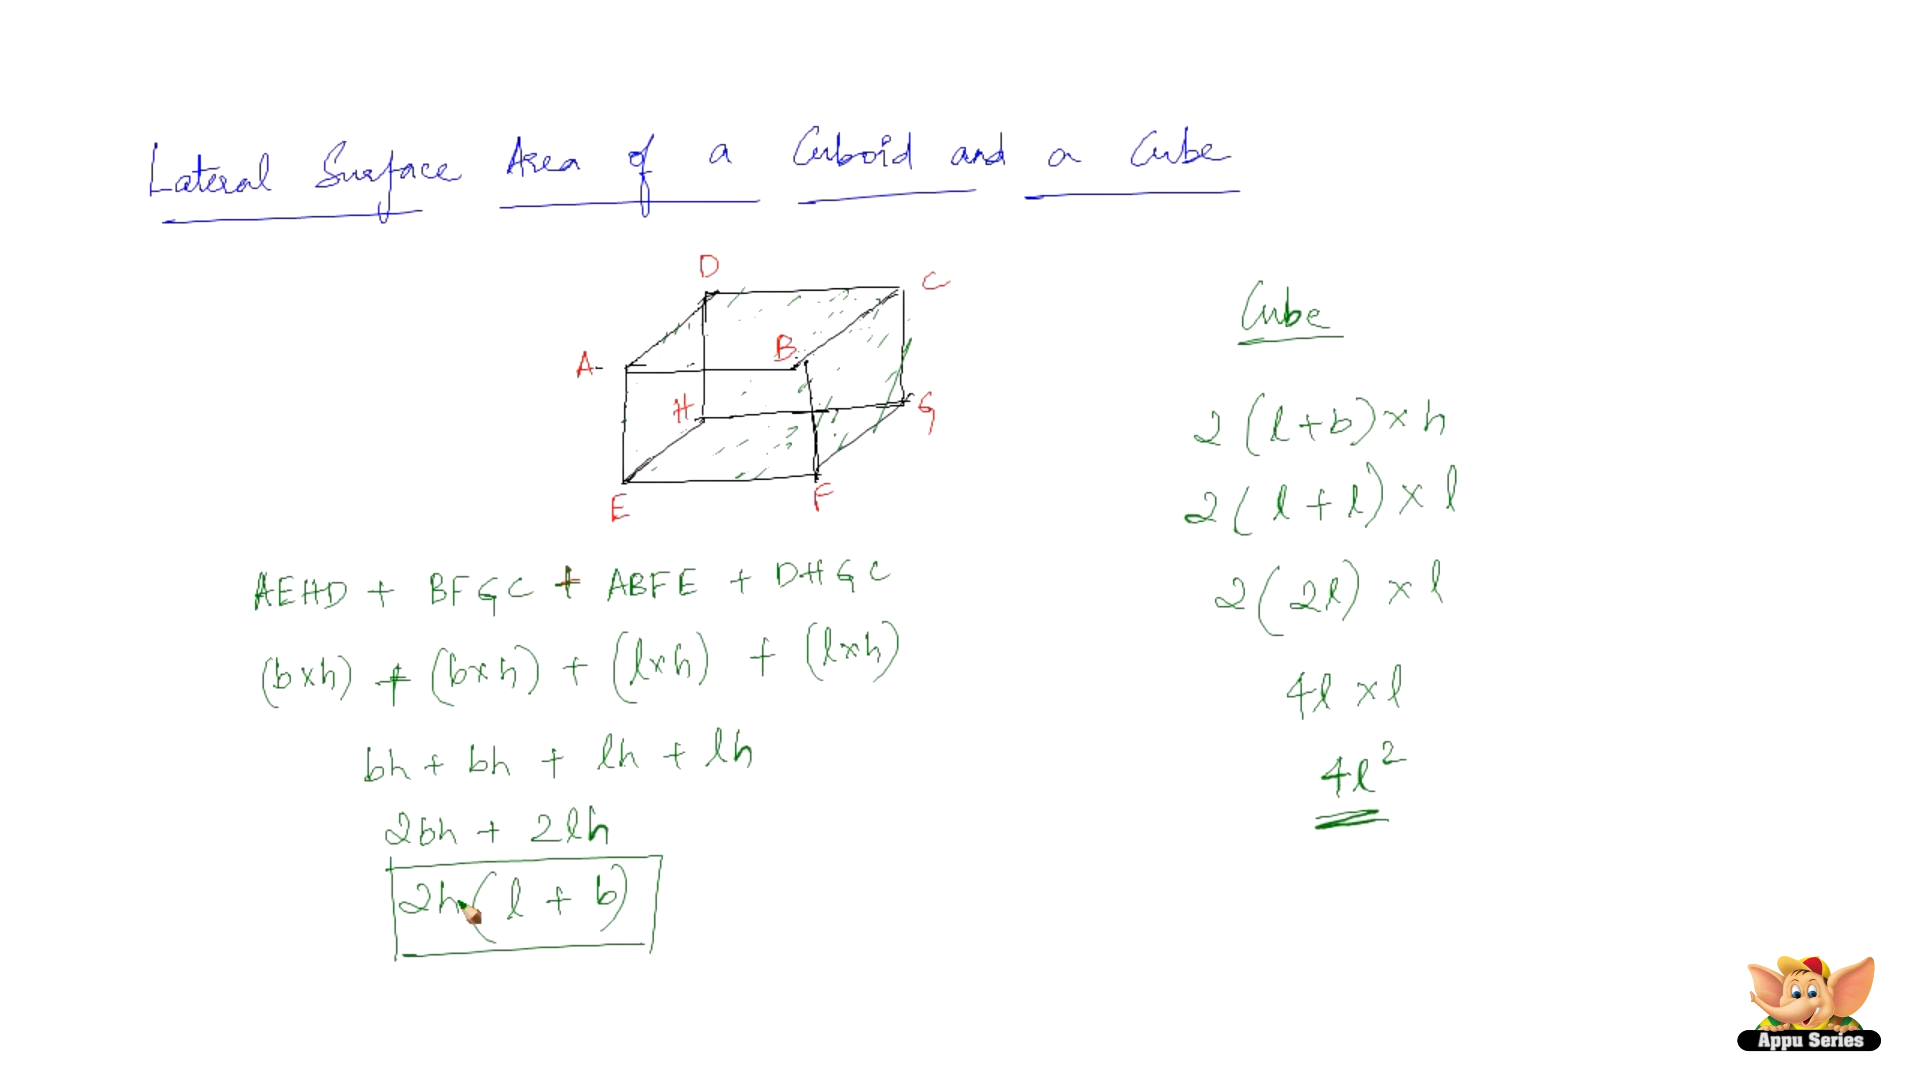 Lateral Surface Area of a Cuboid and a Cube
D
C
A
B
H
G
E
F
AEHD + BFGC + ABFE + DHGC
(b×h) + (b×h) + (l×h) + (l×h)
bh + bh + lh + lh
2bh + 2lh
2h(l + b)
Cube
2(l+b)×h
2(l+l)×l
2(2l)×l
4l×l
4l²
Appu Series